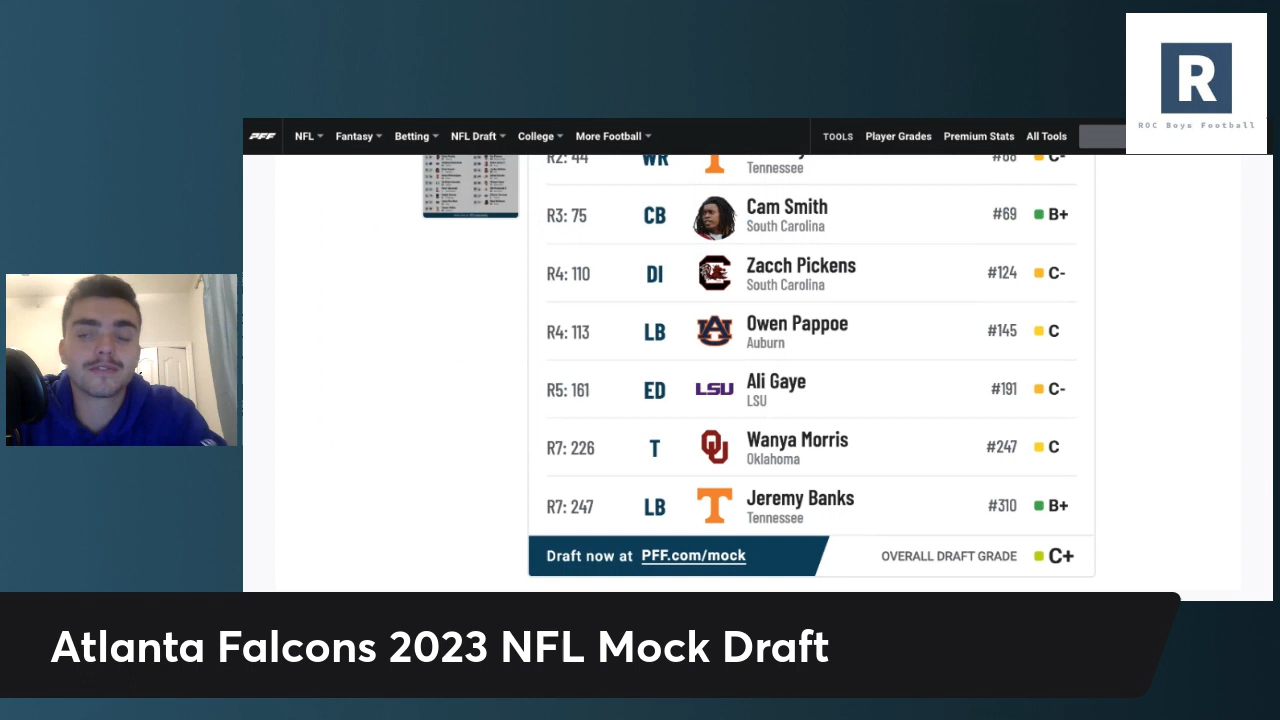 R
ROC Boys Football
PFF NFL Fantasy Betting NFL Draft College More Football TOOLS Player Grades Premium Stats All Tools
R2: 44 WR T Tennessee #68 C-
R3: 75 CB Cam Smith #69 B+
South Carolina
R4: 110 DI Zacch Pickens #124 C-
South Carolina
R4: 113 LB AU Owen Pappoe #145 C
Auburn
R5: 161 ED LSU Ali Gaye #191 C-
LSU
R7: 226 T OU Wanya Morris #247 C
Oklahoma
R7: 247 LB T Jeremy Banks #310 B+
Tennessee
Draft now at PFF.com/mock OVERALL DRAFT GRADE C+
Atlanta Falcons 2023 NFL Mock Draft